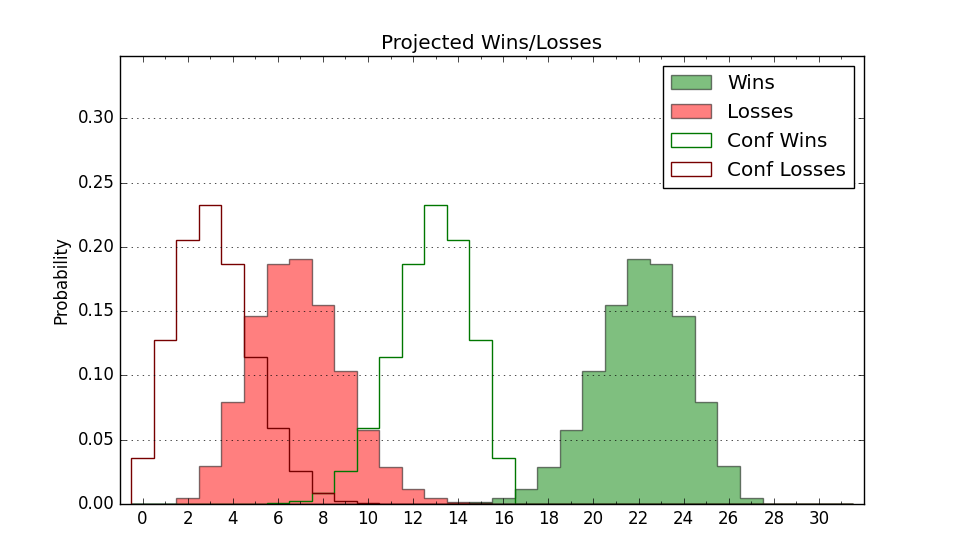 Projected Wins/Losses
Wins
Losses
Conf Wins
Conf Losses
Probability
0.30
0.25
0.20
0.15
0.10
0.05
0.00
0 2 4 6 8 10 12 14 16 18 20 22 24 26 28 30